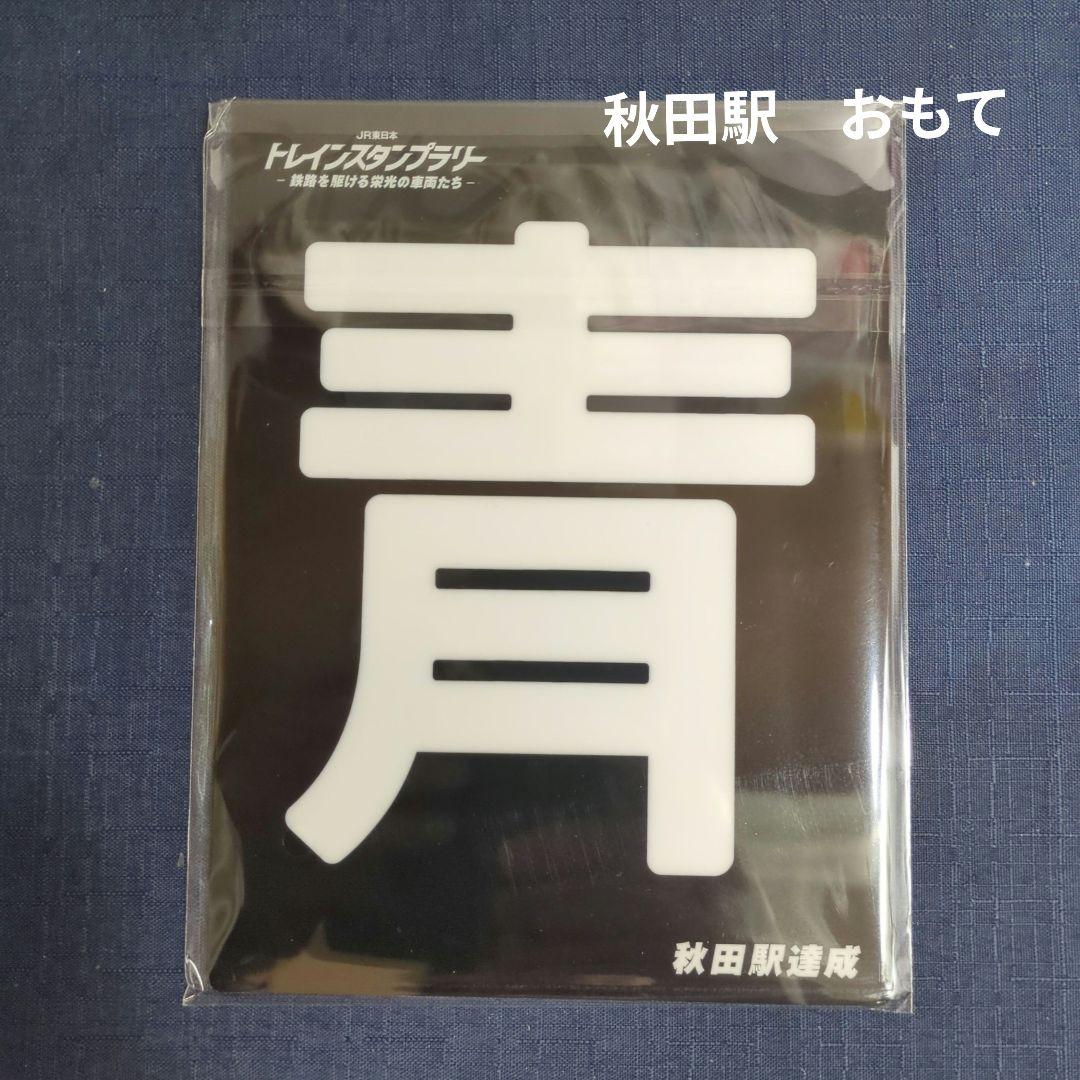 秋田駅　おもて
JR東日本
トレインスタンプラリー
- 鉄路を駆ける栄光の車両たち -
青
秋田駅達成